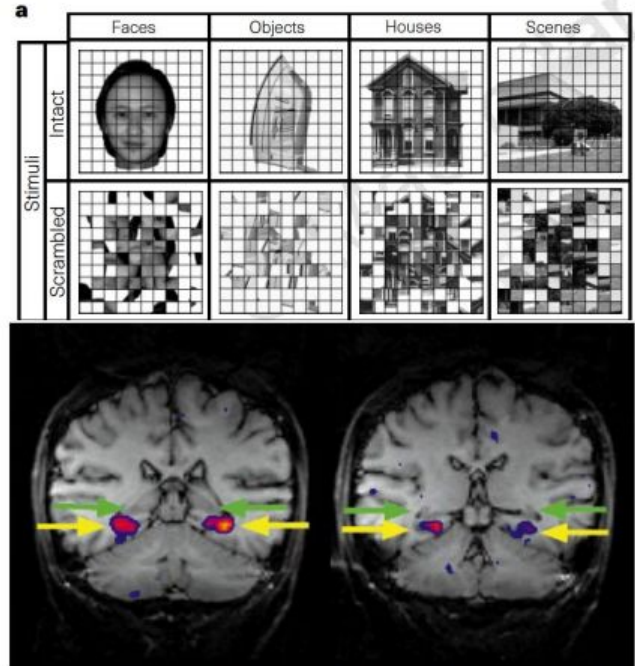 a
Faces Objects Houses Scenes
Stimuli
Intact
Scrambled